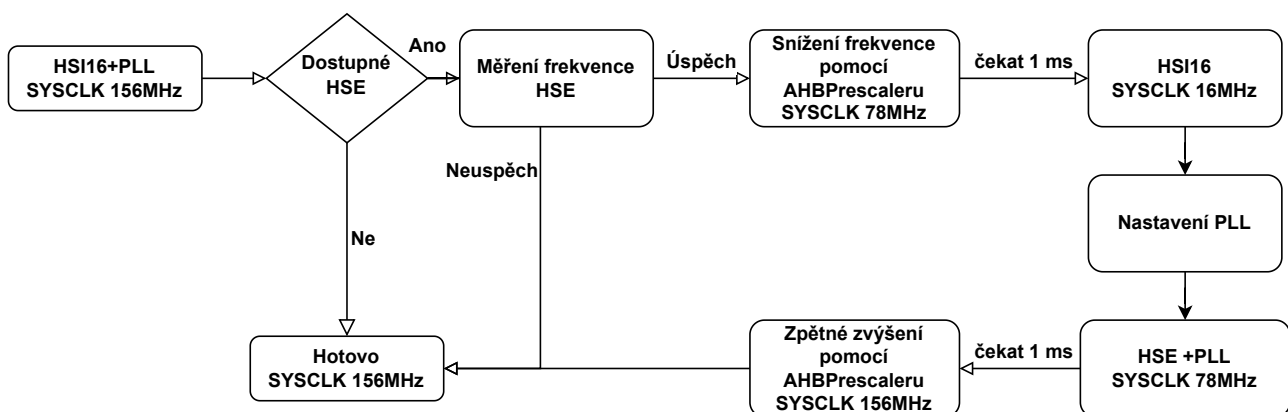 HSI16+PLL
SYSCLK 156MHz
Dostupné
HSE
Ano
Měření frekvence
HSE
Úspěch
Snížení frekvence
pomocí
AHBPrescaleru
SYSCLK 78MHz
čekat 1 ms
HSI16
SYSCLK 16MHz
Neuspěch
Nastavení PLL
Ne
Hotovo
SYSCLK 156MHz
Zpětné zvýšení
pomocí
AHBPrescaleru
SYSCLK 156MHz
čekat 1 ms
HSE +PLL
SYSCLK 78MHz